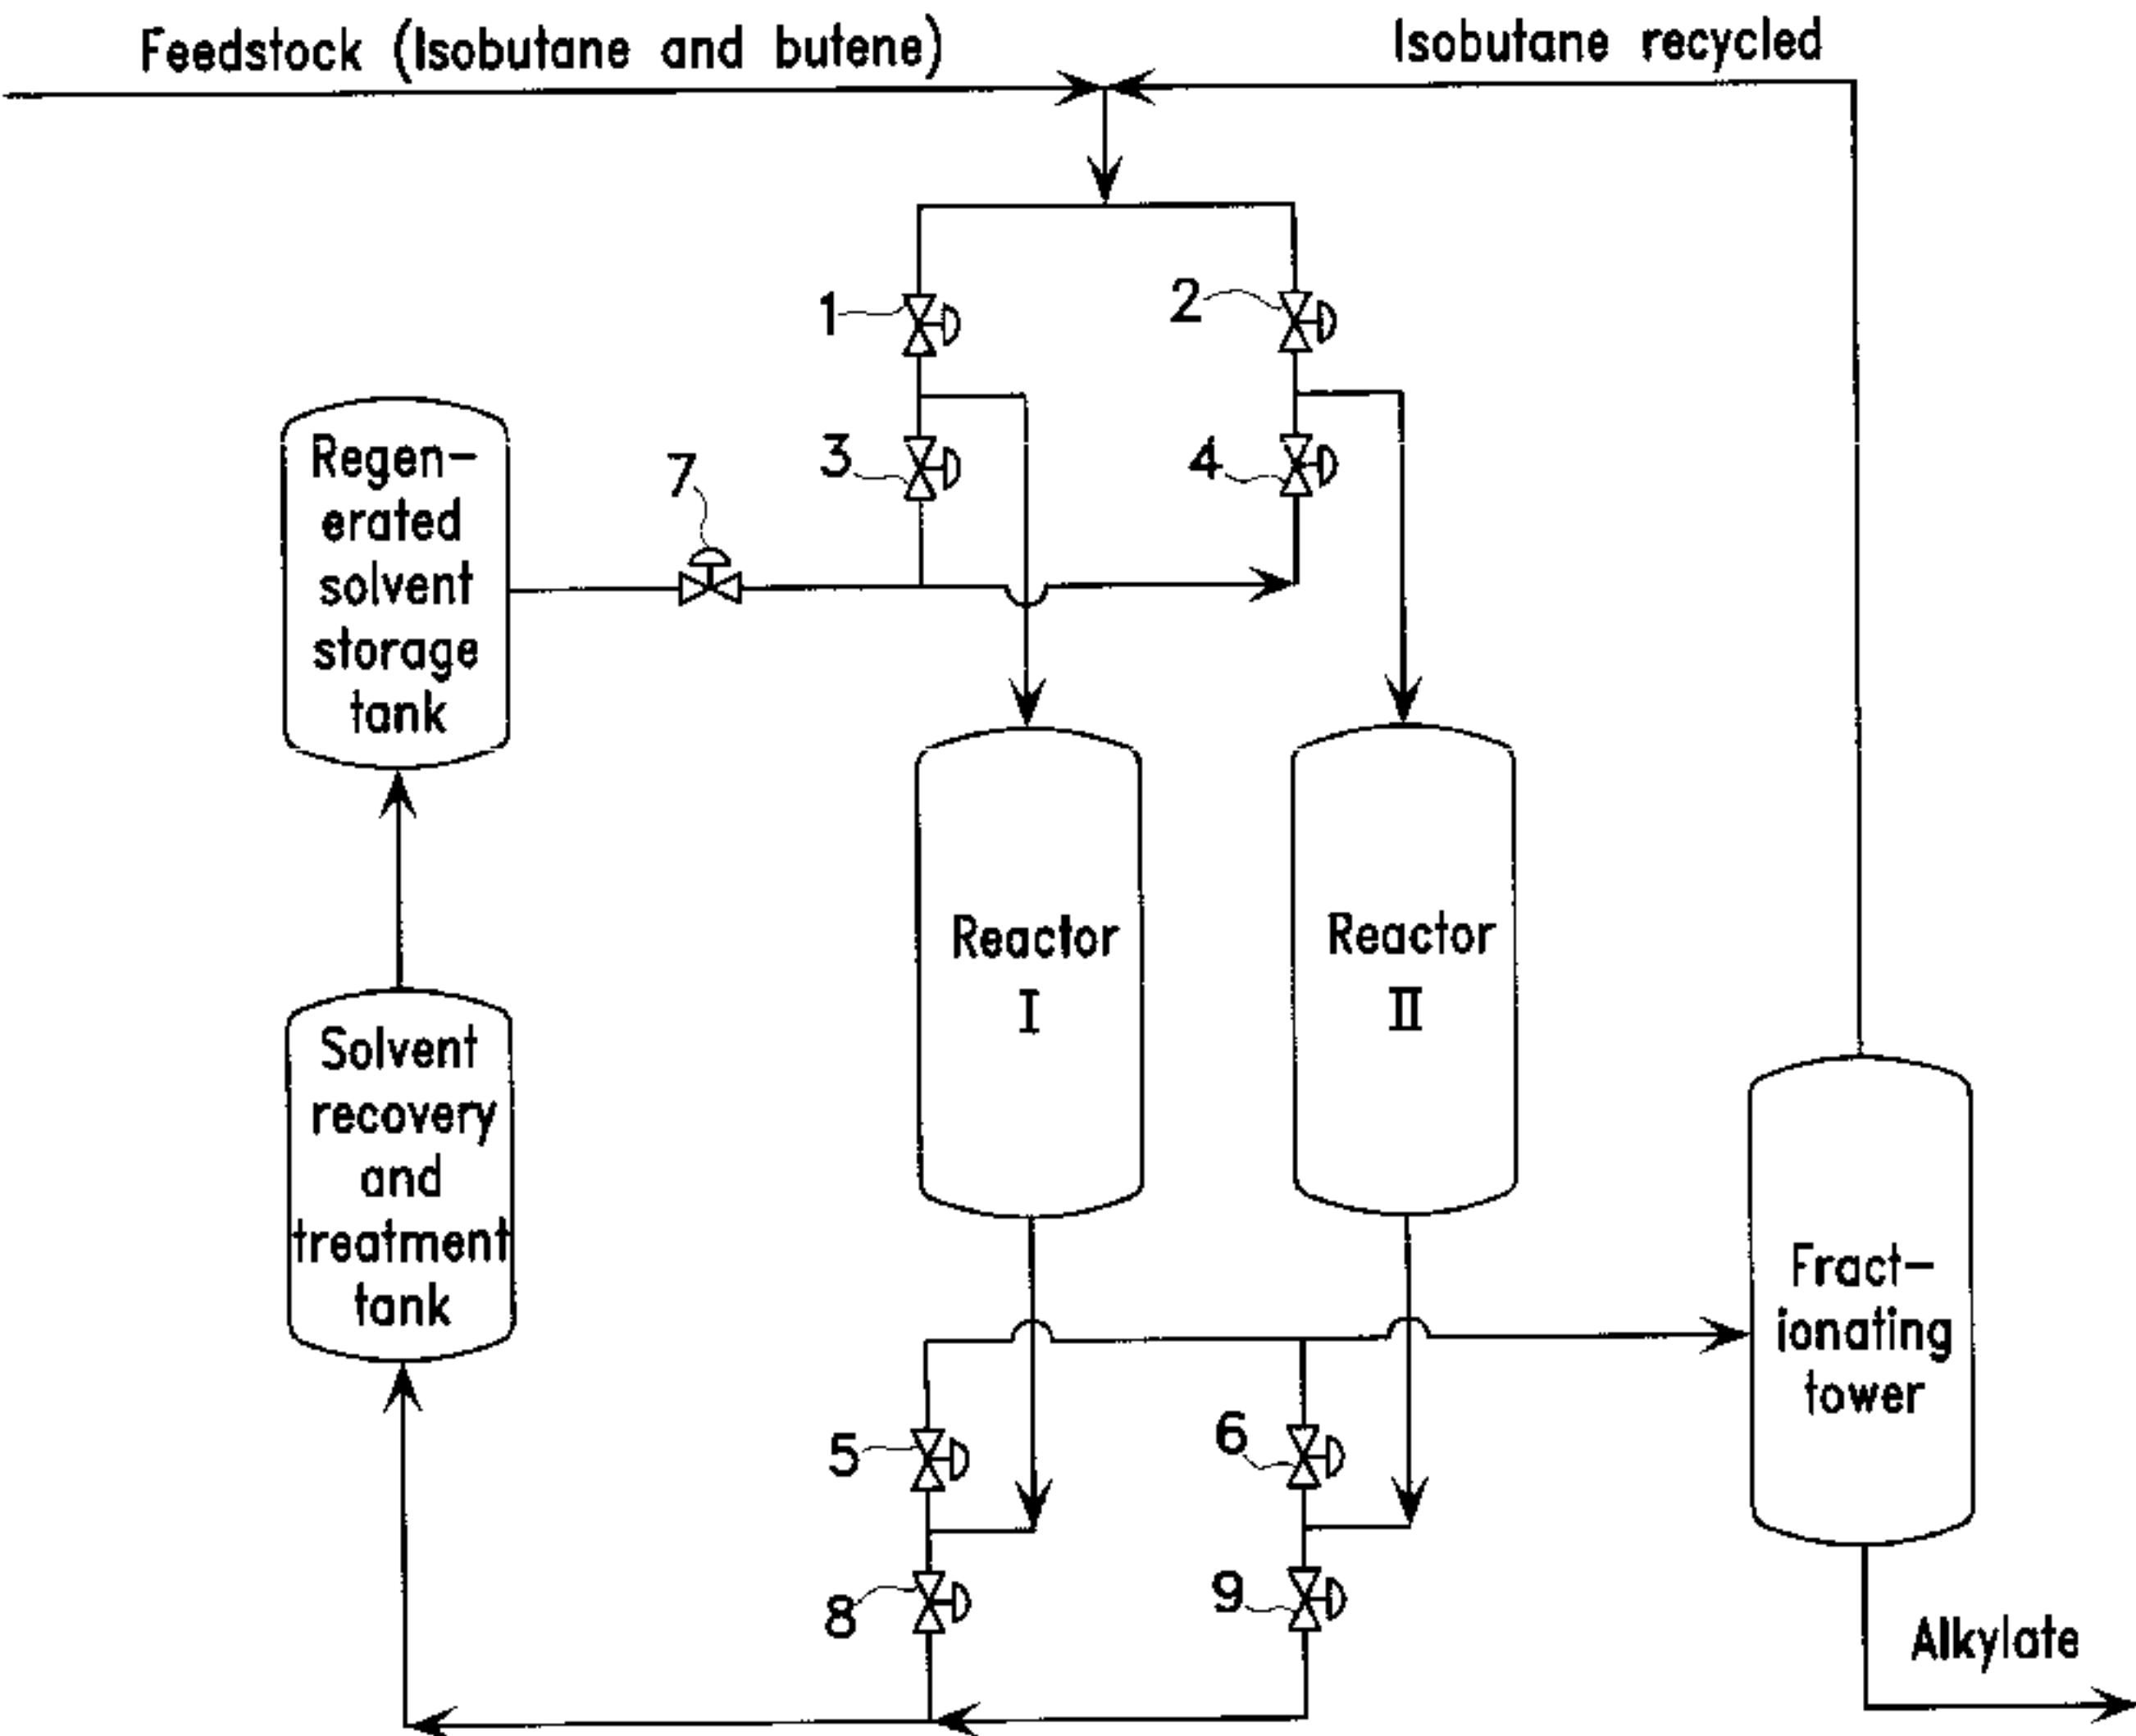 Feedstock (Isobutane and butene)
Isobutane recycled
1
2
3
4
7
Regen-
erated
solvent
storage
tank
Reactor
I
Reactor
II
Solvent
recovery
and
treatment
tank
Fract-
ionating
tower
5
6
8
9
Alkylate